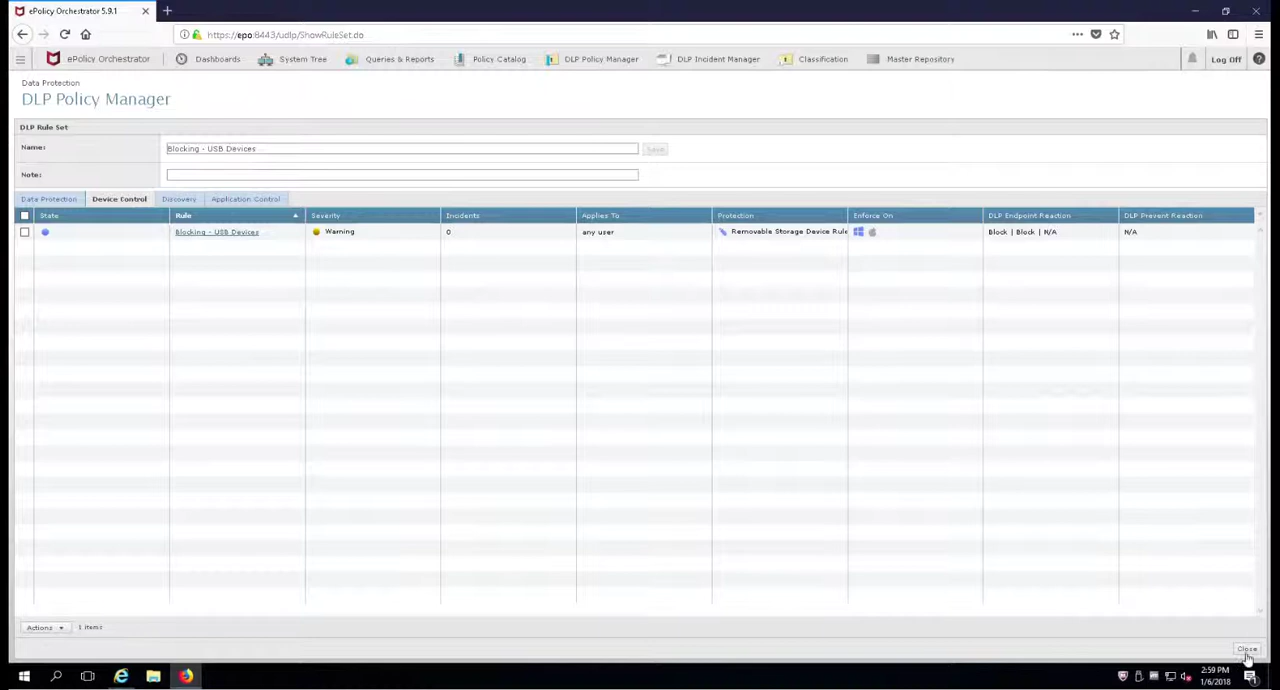 ePolicy Orchestrator 5.9.1
https://epo:8443/udlp/ShowRuleSet.do
ePolicy Orchestrator Dashboards System Tree Queries & Reports Policy Catalog DLP Policy Manager DLP Incident Manager Classification Master Repository Log Off ?
Data Protection
DLP Policy Manager
DLP Rule Set
Name: Blocking - USB Devices Save
Note:
Data Protection Device Control Discovery Application Control
State Rule Severity Incidents Applies To Protection Enforce On DLP Endpoint Reaction DLP Prevent Reaction
Blocking - USB Devices Warning 0 any user Removable Storage Device Rule Block | Block | N/A N/A
Actions 1 items
Close
2:59 PM
1/6/2018
1